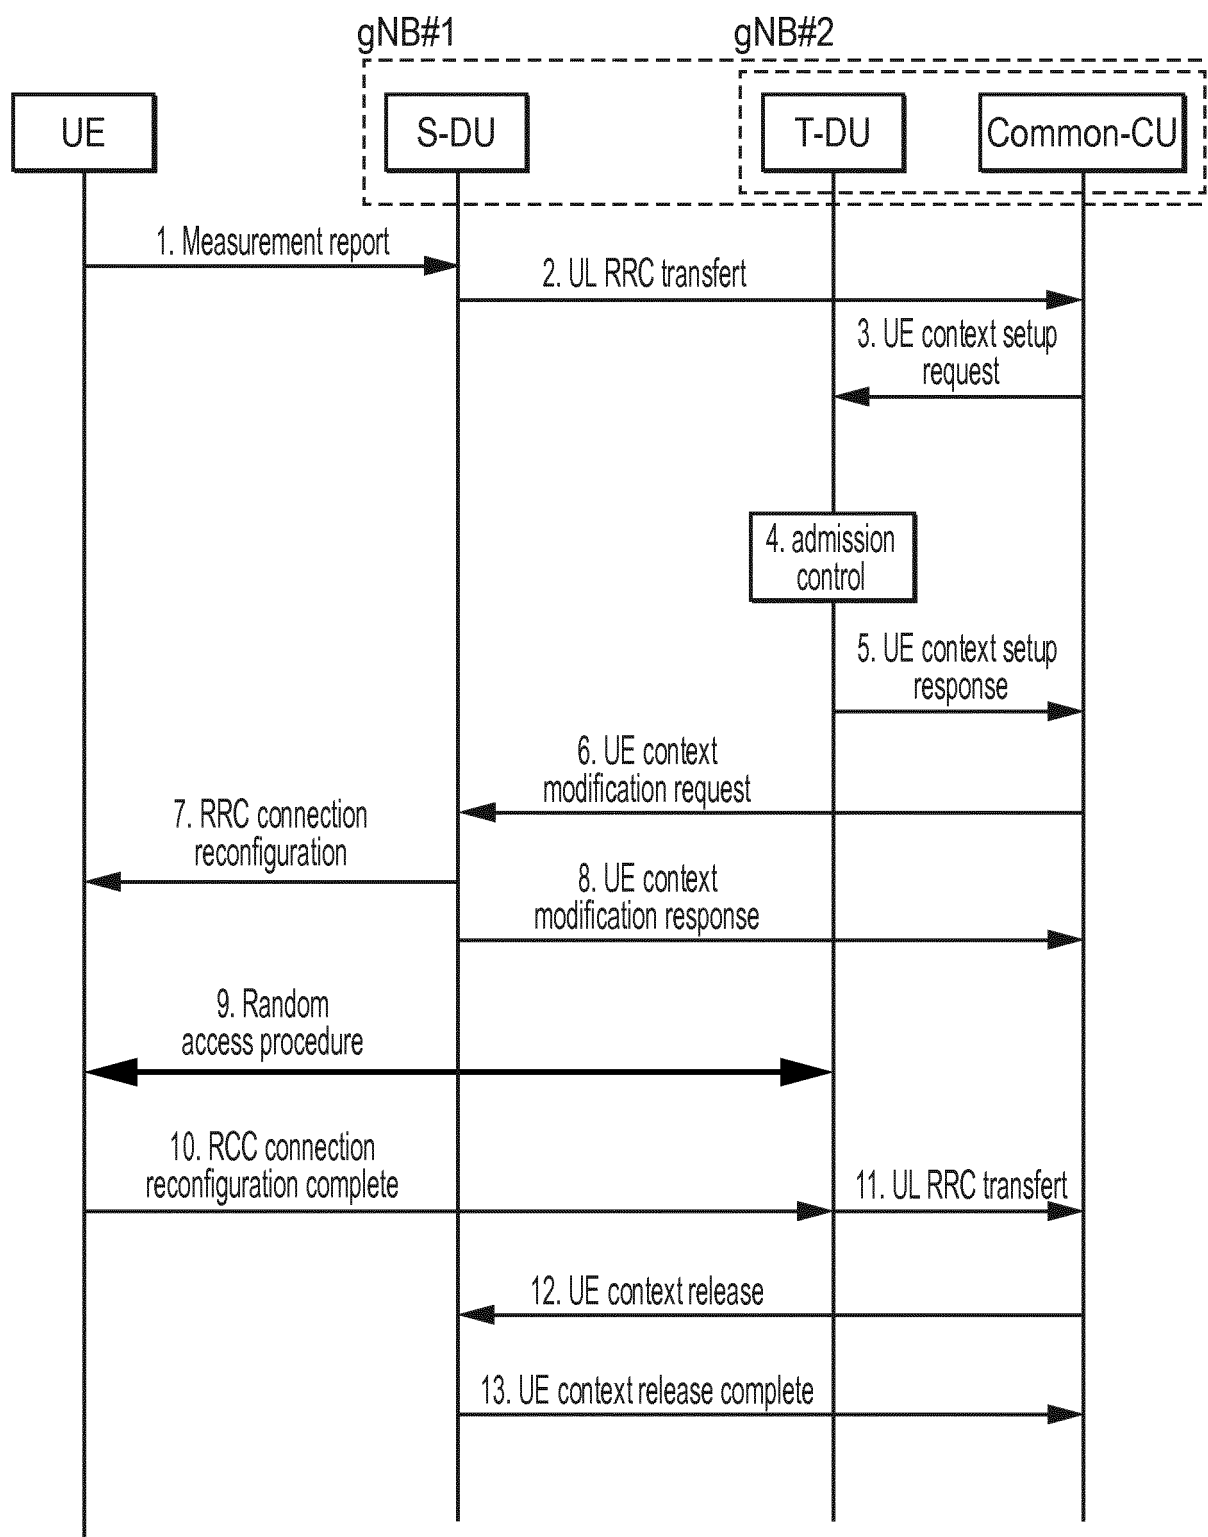 gNB#1
gNB#2
UE
S-DU
T-DU
Common-CU
1. Measurement report
2. UL RRC transfert
3. UE context setup
request
4. admission
control
5. UE context setup
response
6. UE context
modification request
7. RRC connection
reconfiguration
8. UE context
modification response
9. Random
access procedure
10. RCC connection
reconfiguration complete
11. UL RRC transfert
12. UE context release
13. UE context release complete